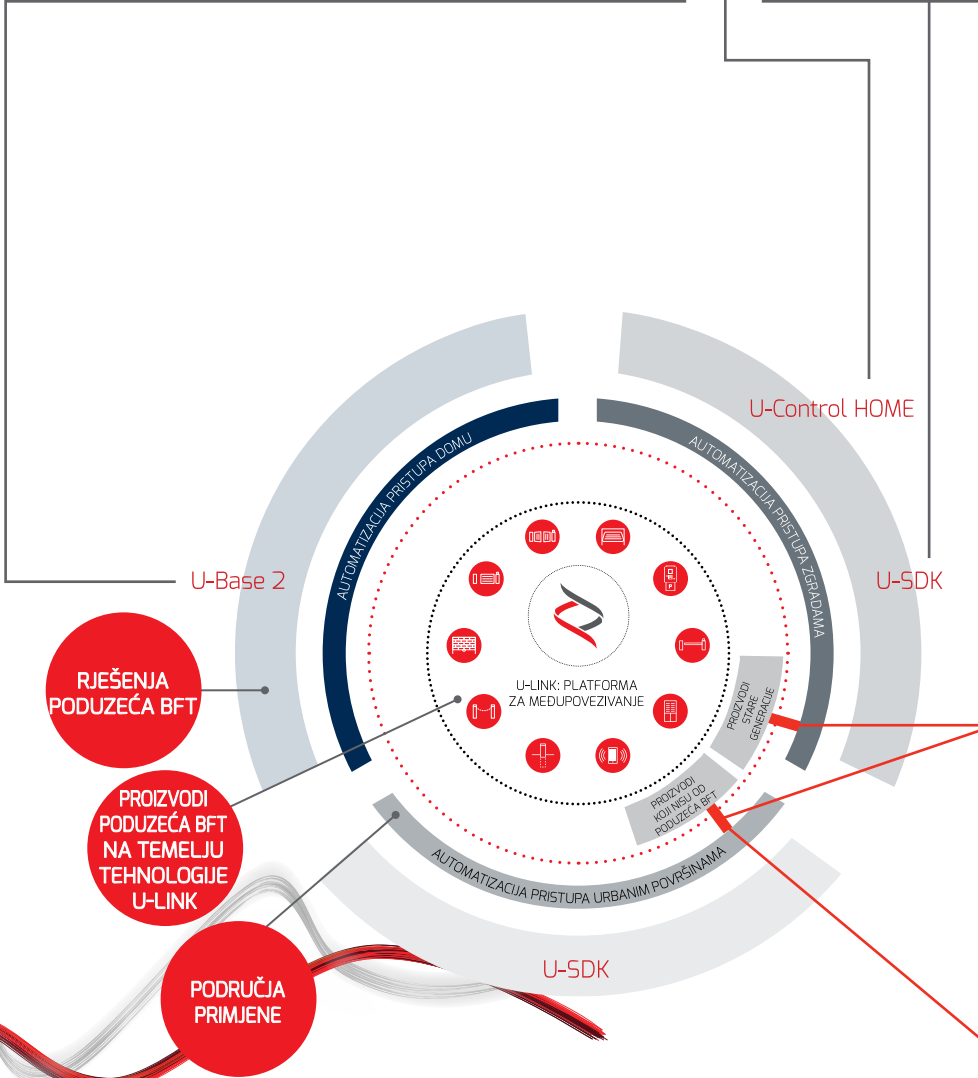 U-Control HOME
AUTOMATIZACIJA PRISTUPA DOMU
AUTOMATIZACIJA PRISTUPA ZGRADAMA
U-Base 2
U-SDK
P
RJEŠENJA
PODUZEĆA BFT
U-LINK: PLATFORMA
ZA MEĐUPOVEZIVANJE
PROIZVODI
STARE
GENERACIJE
PROIZVODI
KOJI NISU OD
PODUZEĆA BFT
PROIZVODI
PODUZEĆA BFT
NA TEMELJU
TEHNOLOGIJE
U-LINK
AUTOMATIZACIJA PRISTUPA URBANIM POVRŠINAMA
U-SDK
PODRUČJA
PRIMJENE